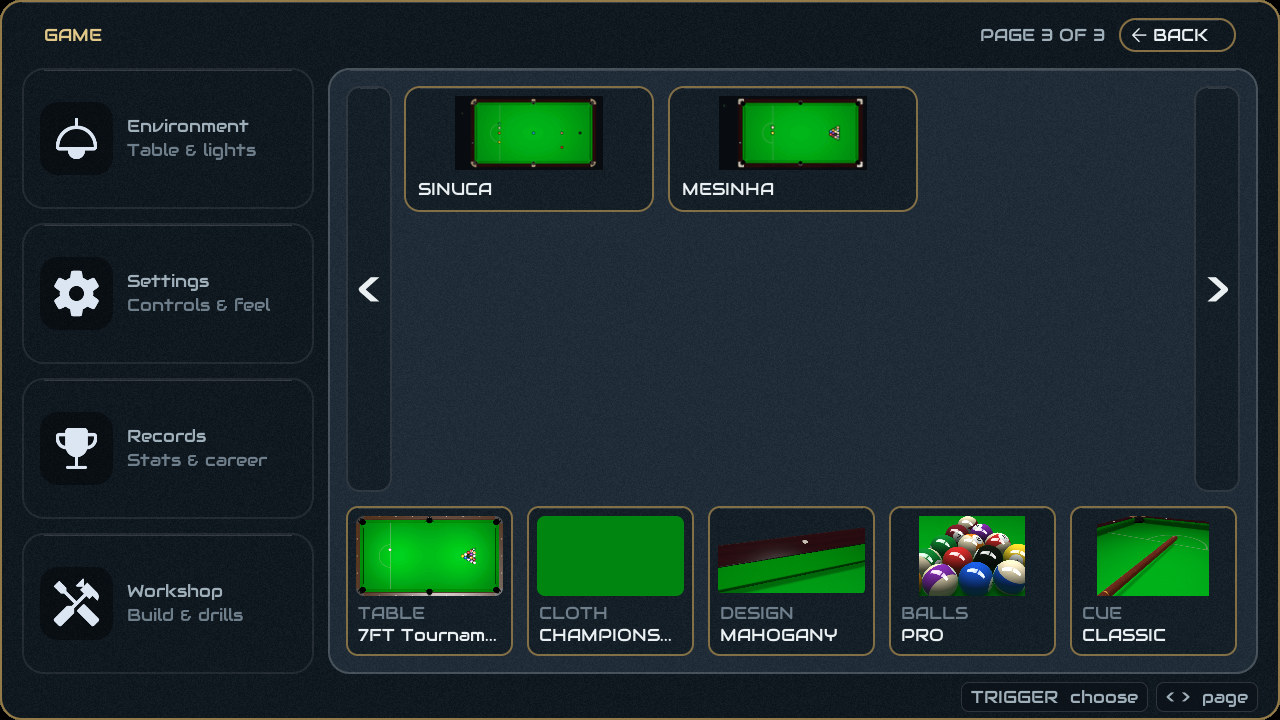 GAME
PAGE 3 OF 3
← BACK
Environment
Table & lights
Settings
Controls & feel
Records
Stats & career
Workshop
Build & drills
SINUCA
MESINHA
TABLE
7FT Tournam...
CLOTH
CHAMPIONS...
DESIGN
MAHOGANY
BALLS
PRO
CUE
CLASSIC
TRIGGER choose
< > page